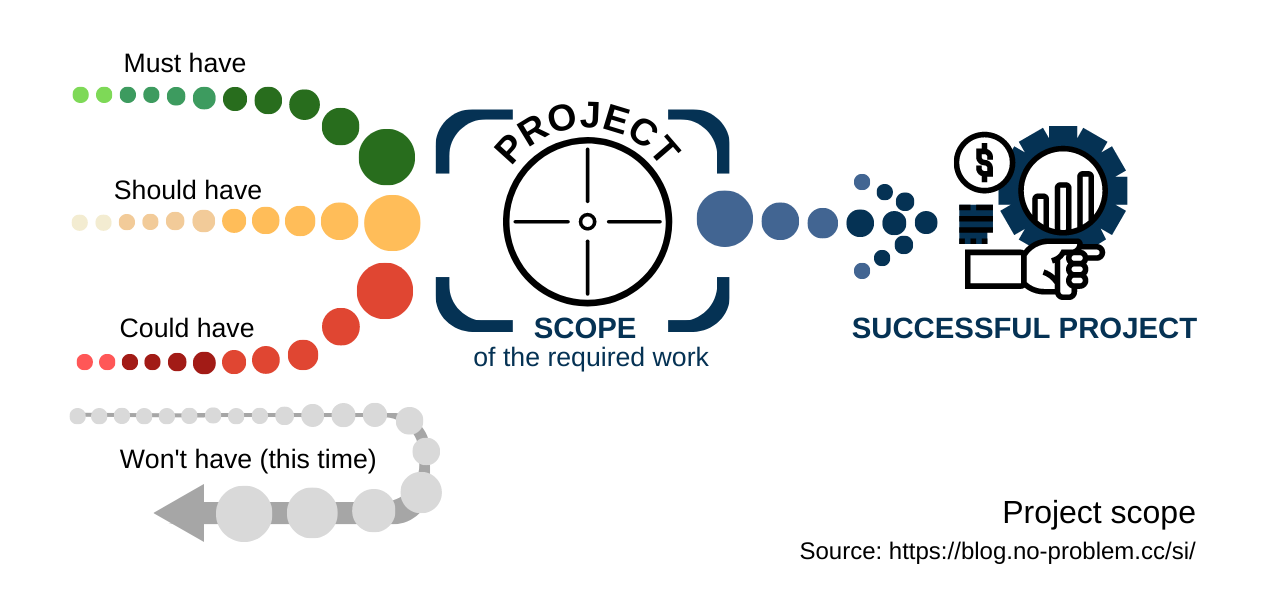 Must have
Should have
Could have
Won't have (this time)
PROJECT
SCOPE
of the required work
$
SUCCESSFUL PROJECT
Project scope
Source: https://blog.no-problem.cc/si/